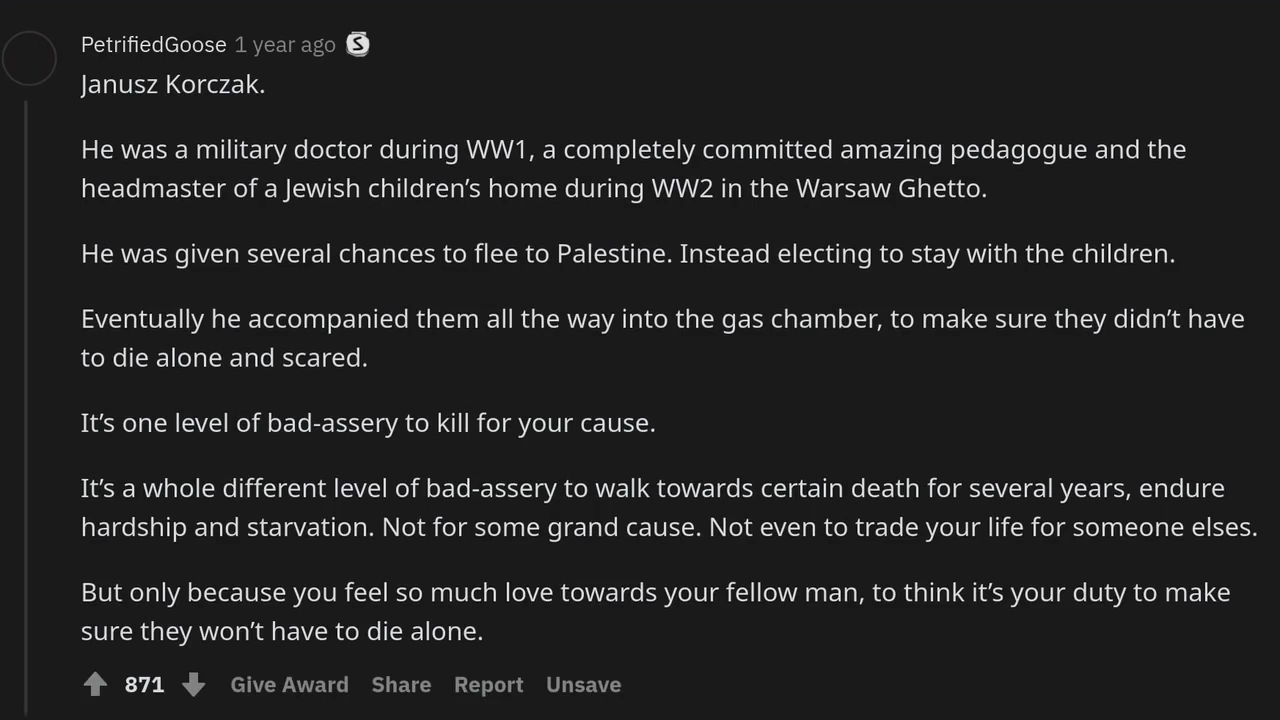 PetrifiedGoose 1 year ago S
Janusz Korczak.
He was a military doctor during WW1, a completely committed amazing pedagogue and the
headmaster of a Jewish children’s home during WW2 in the Warsaw Ghetto.
He was given several chances to flee to Palestine. Instead electing to stay with the children.
Eventually he accompanied them all the way into the gas chamber, to make sure they didn’t have
to die alone and scared.
It’s one level of bad-assery to kill for your cause.
It’s a whole different level of bad-assery to walk towards certain death for several years, endure
hardship and starvation. Not for some grand cause. Not even to trade your life for someone elses.
But only because you feel so much love towards your fellow man, to think it’s your duty to make
sure they won’t have to die alone.
871 Give Award Share Report Unsave